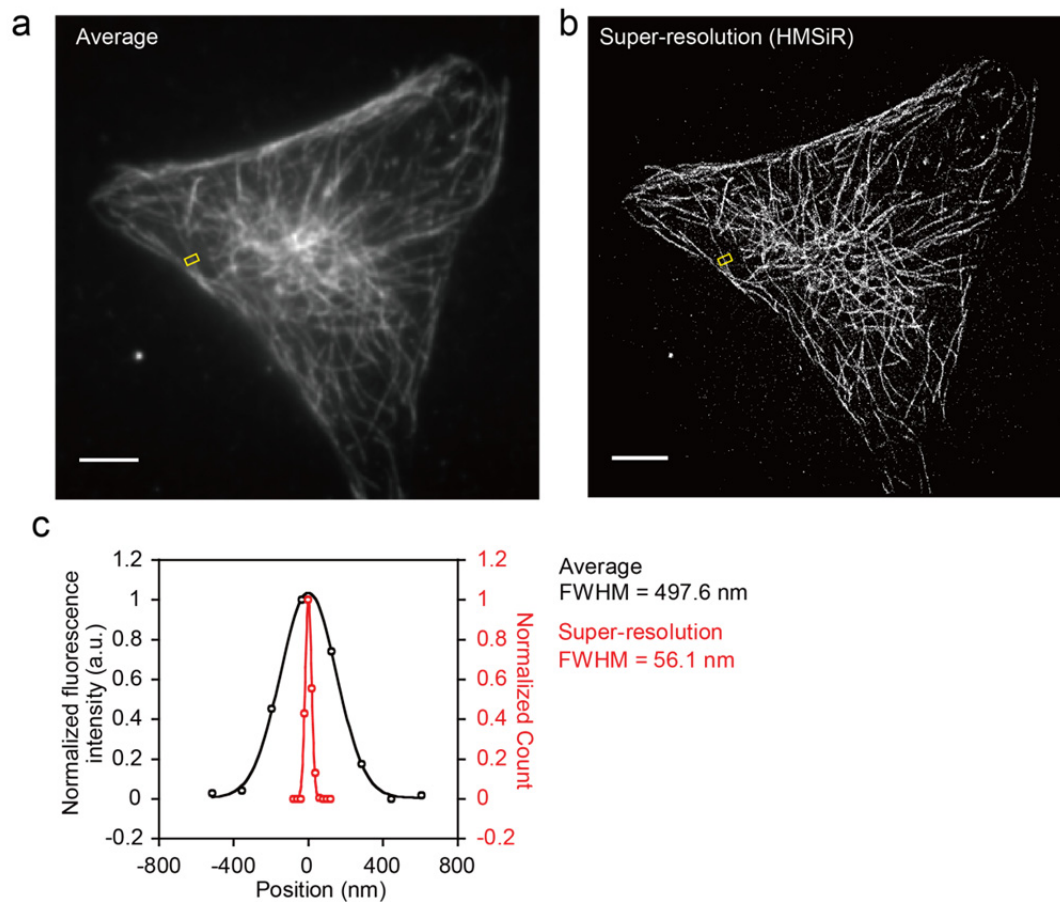 a
Average
b
Super-resolution (HMSiR)
c
Normalized fluorescence
intensity (a.u.)
1.2
1
0.8
0.6
0.4
0.2
0
-0.2
-800
-400
0
400
800
Position (nm)
1.2
1
0.8
0.6
0.4
0.2
0
-0.2
Normalized Count
Average
FWHM = 497.6 nm
Super-resolution
FWHM = 56.1 nm